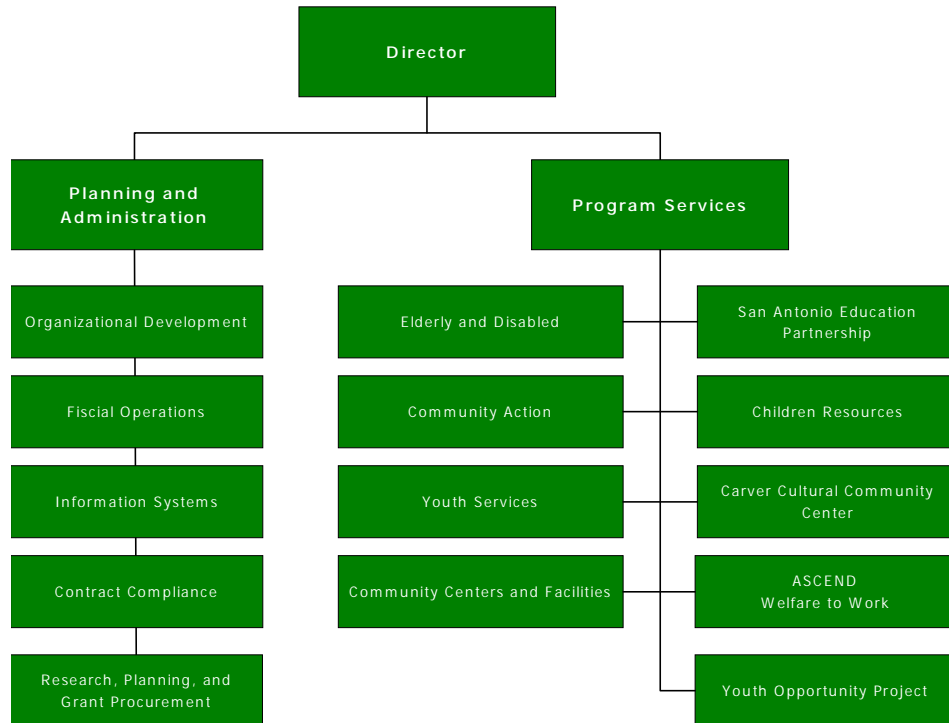 Director
Planning and
Administration
Program Services
Organizational Development
Fiscial Operations
Information Systems
Contract Compliance
Research, Planning, and
Grant Procurement
Elderly and Disabled
Community Action
Youth Services
Community Centers and Facilities
San Antonio Education
Partnership
Children Resources
Carver Cultural Community
Center
ASCEND
Welfare to Work
Youth Opportunity Project